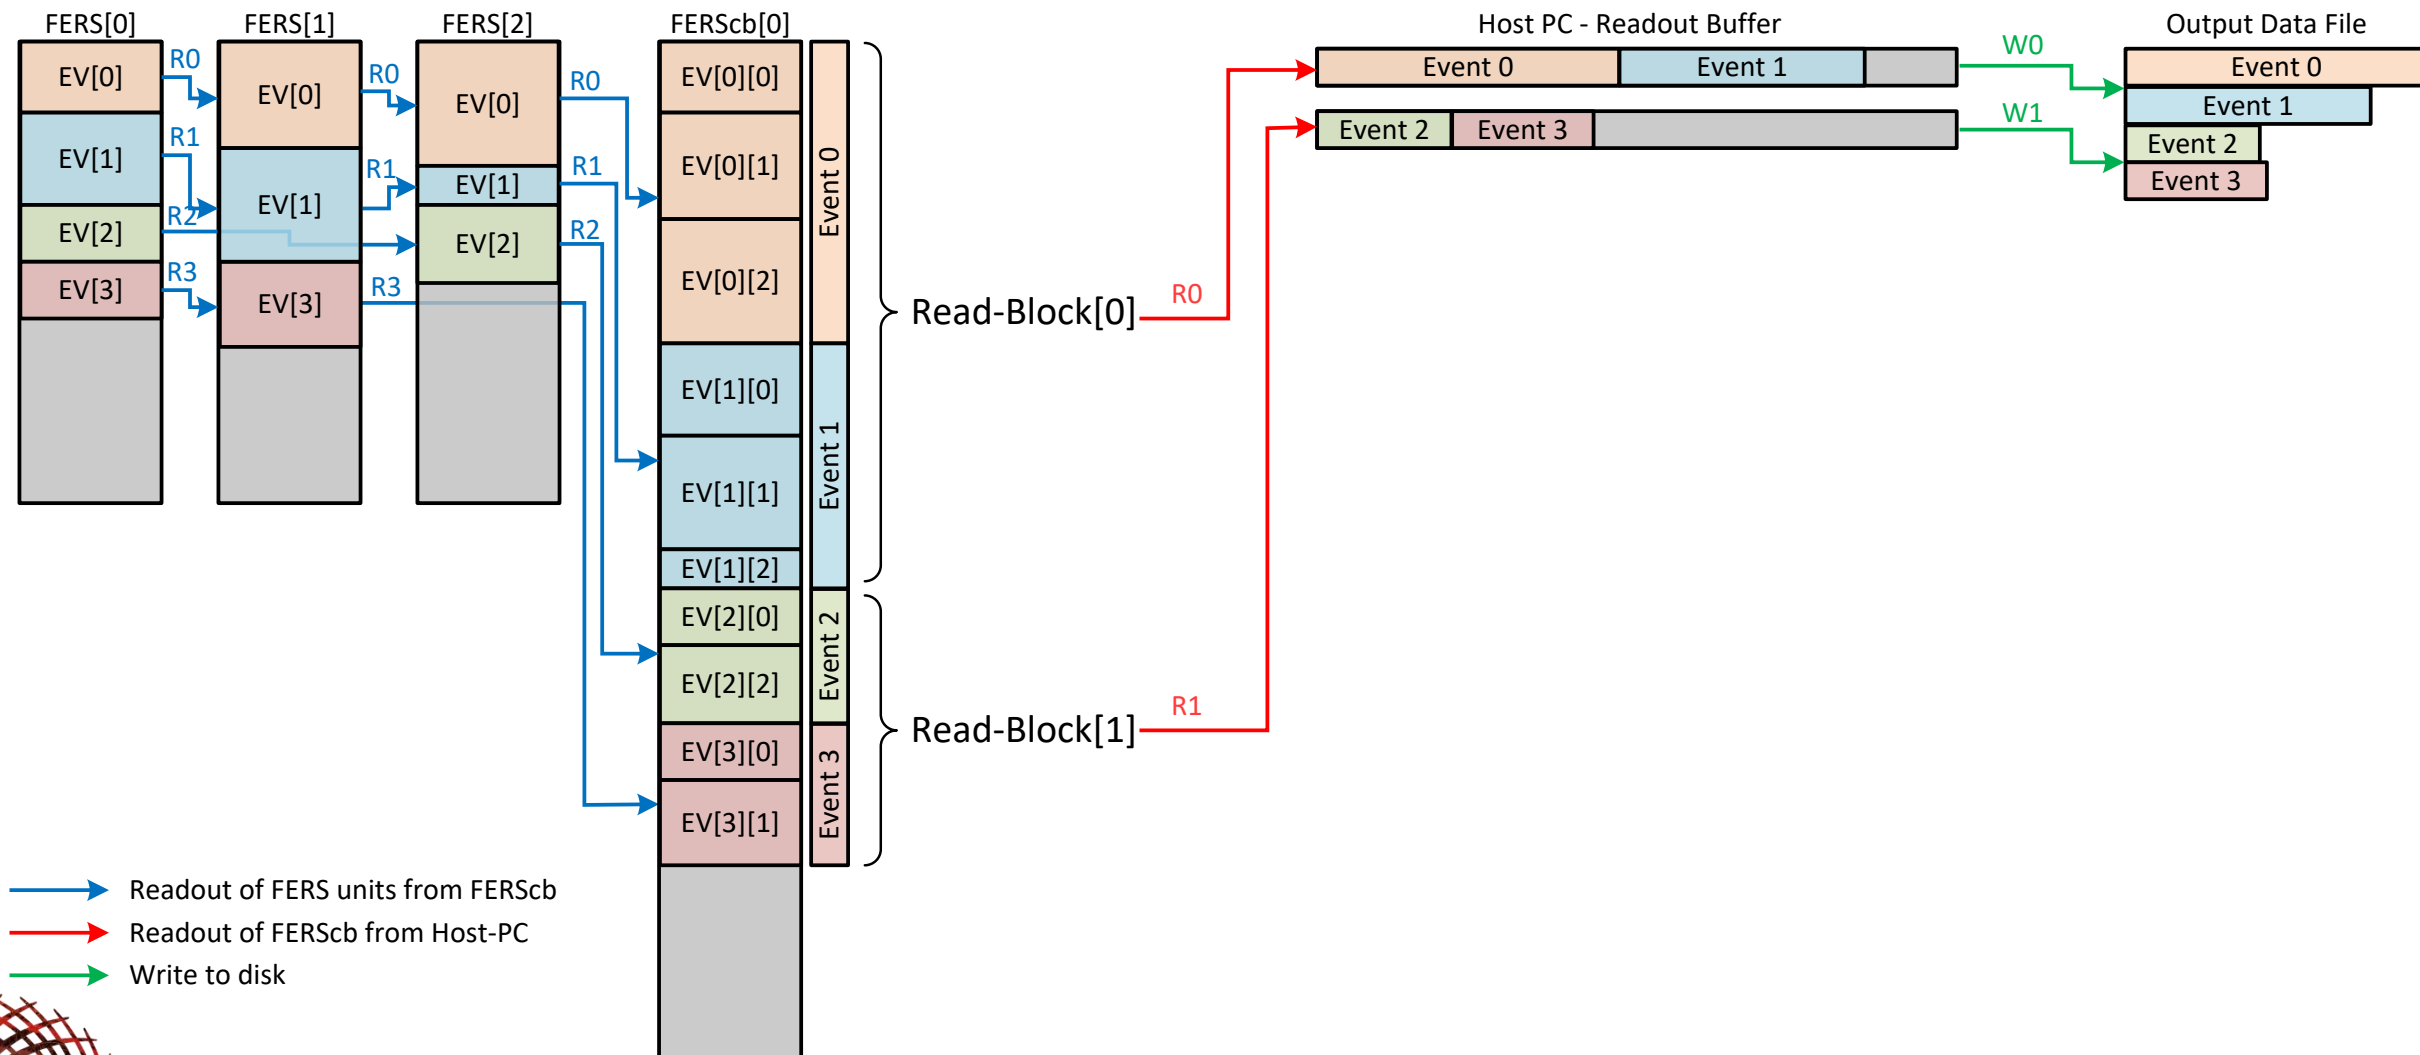 FERS[0]
FERS[1]
FERS[2]
FERScb[0]
Host PC - Readout Buffer
Output Data File
EV[0]
EV[1]
EV[2]
EV[3]
R0
R1
R2
R3
EV[0]
EV[1]
EV[3]
R0
R1
R3
EV[0]
EV[1]
EV[2]
R0
R1
R2
EV[0][0]
EV[0][1]
EV[0][2]
EV[1][0]
EV[1][1]
EV[1][2]
EV[2][0]
EV[2][2]
EV[3][0]
EV[3][1]
Event 0
Event 1
Event 2
Event 3
Read-Block[0]
Read-Block[1]
R0
R1
Event 0
Event 1
Event 2
Event 3
W0
W1
Event 0
Event 1
Event 2
Event 3
Readout of FERS units from FERScb
Readout of FERScb from Host-PC
Write to disk